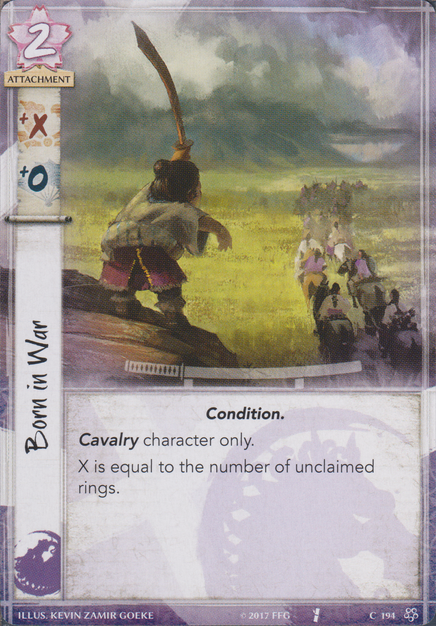 2
ATTACHMENT
+X
+0
Born in War
Condition.
Cavalry character only.
X is equal to the number of unclaimed
rings.
ILLUS. KEVIN ZAMIR GOEKE © 2017 FFG C 194